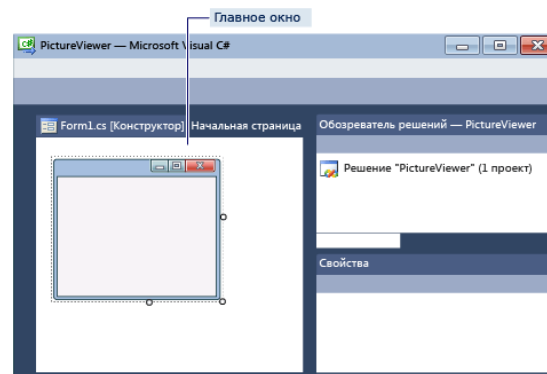 Главное окно
PictureViewer — Microsoft Visual C#
Form1.cs [Конструктор] Начальная страница
Обозреватель решений — PictureViewer
Решение "PictureViewer" (1 проект)
Свойства